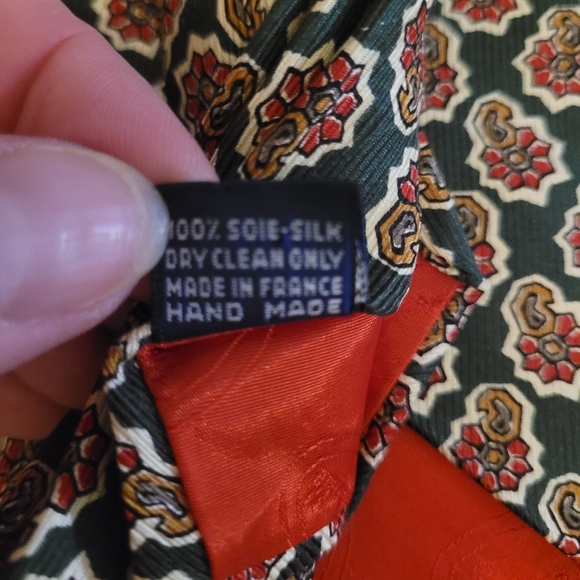 100% SOIE-SILK
DRY CLEAN ONLY
MADE IN FRANCE
HAND MADE